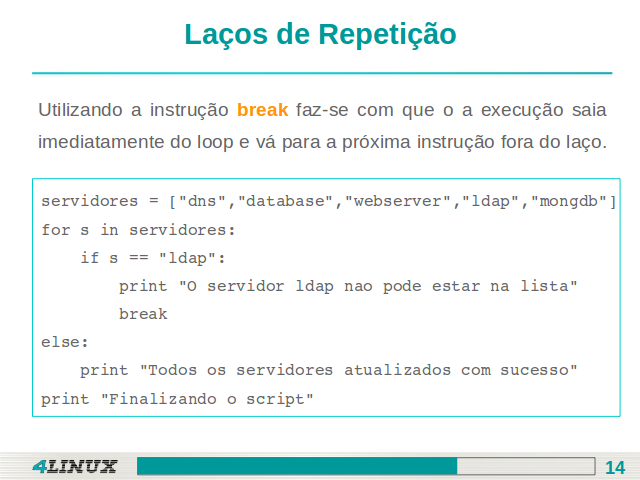 Laços de Repetição
Utilizando a instrução break faz-se com que o a execução saia
imediatamente do loop e vá para a próxima instrução fora do laço.
servidores = ["dns","database","webserver","ldap","mongdb"]
for s in servidores:
    if s == "ldap":
        print "O servidor ldap nao pode estar na lista"
        break
else:
    print "Todos os servidores atualizados com sucesso"
print "Finalizando o script"
4LINUX
14